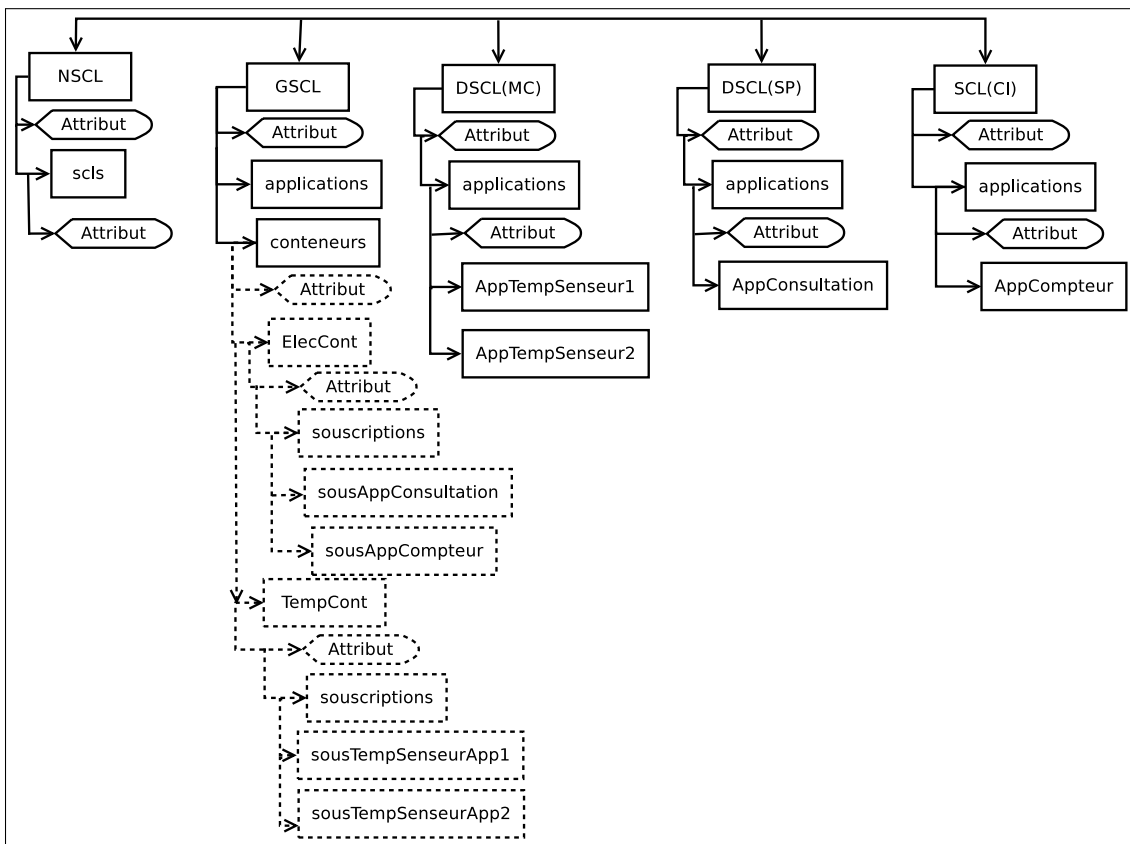 NSCL
Attribut
scls
Attribut
GSCL
Attribut
applications
conteneurs
Attribut
ElecCont
Attribut
souscriptions
sousAppConsultation
sousAppCompteur
TempCont
Attribut
souscriptions
sousTempSenseurApp1
sousTempSenseurApp2
DSCL(MC)
Attribut
applications
Attribut
AppTempSenseur1
AppTempSenseur2
DSCL(SP)
Attribut
applications
Attribut
AppConsultation
SCL(CI)
Attribut
applications
Attribut
AppCompteur